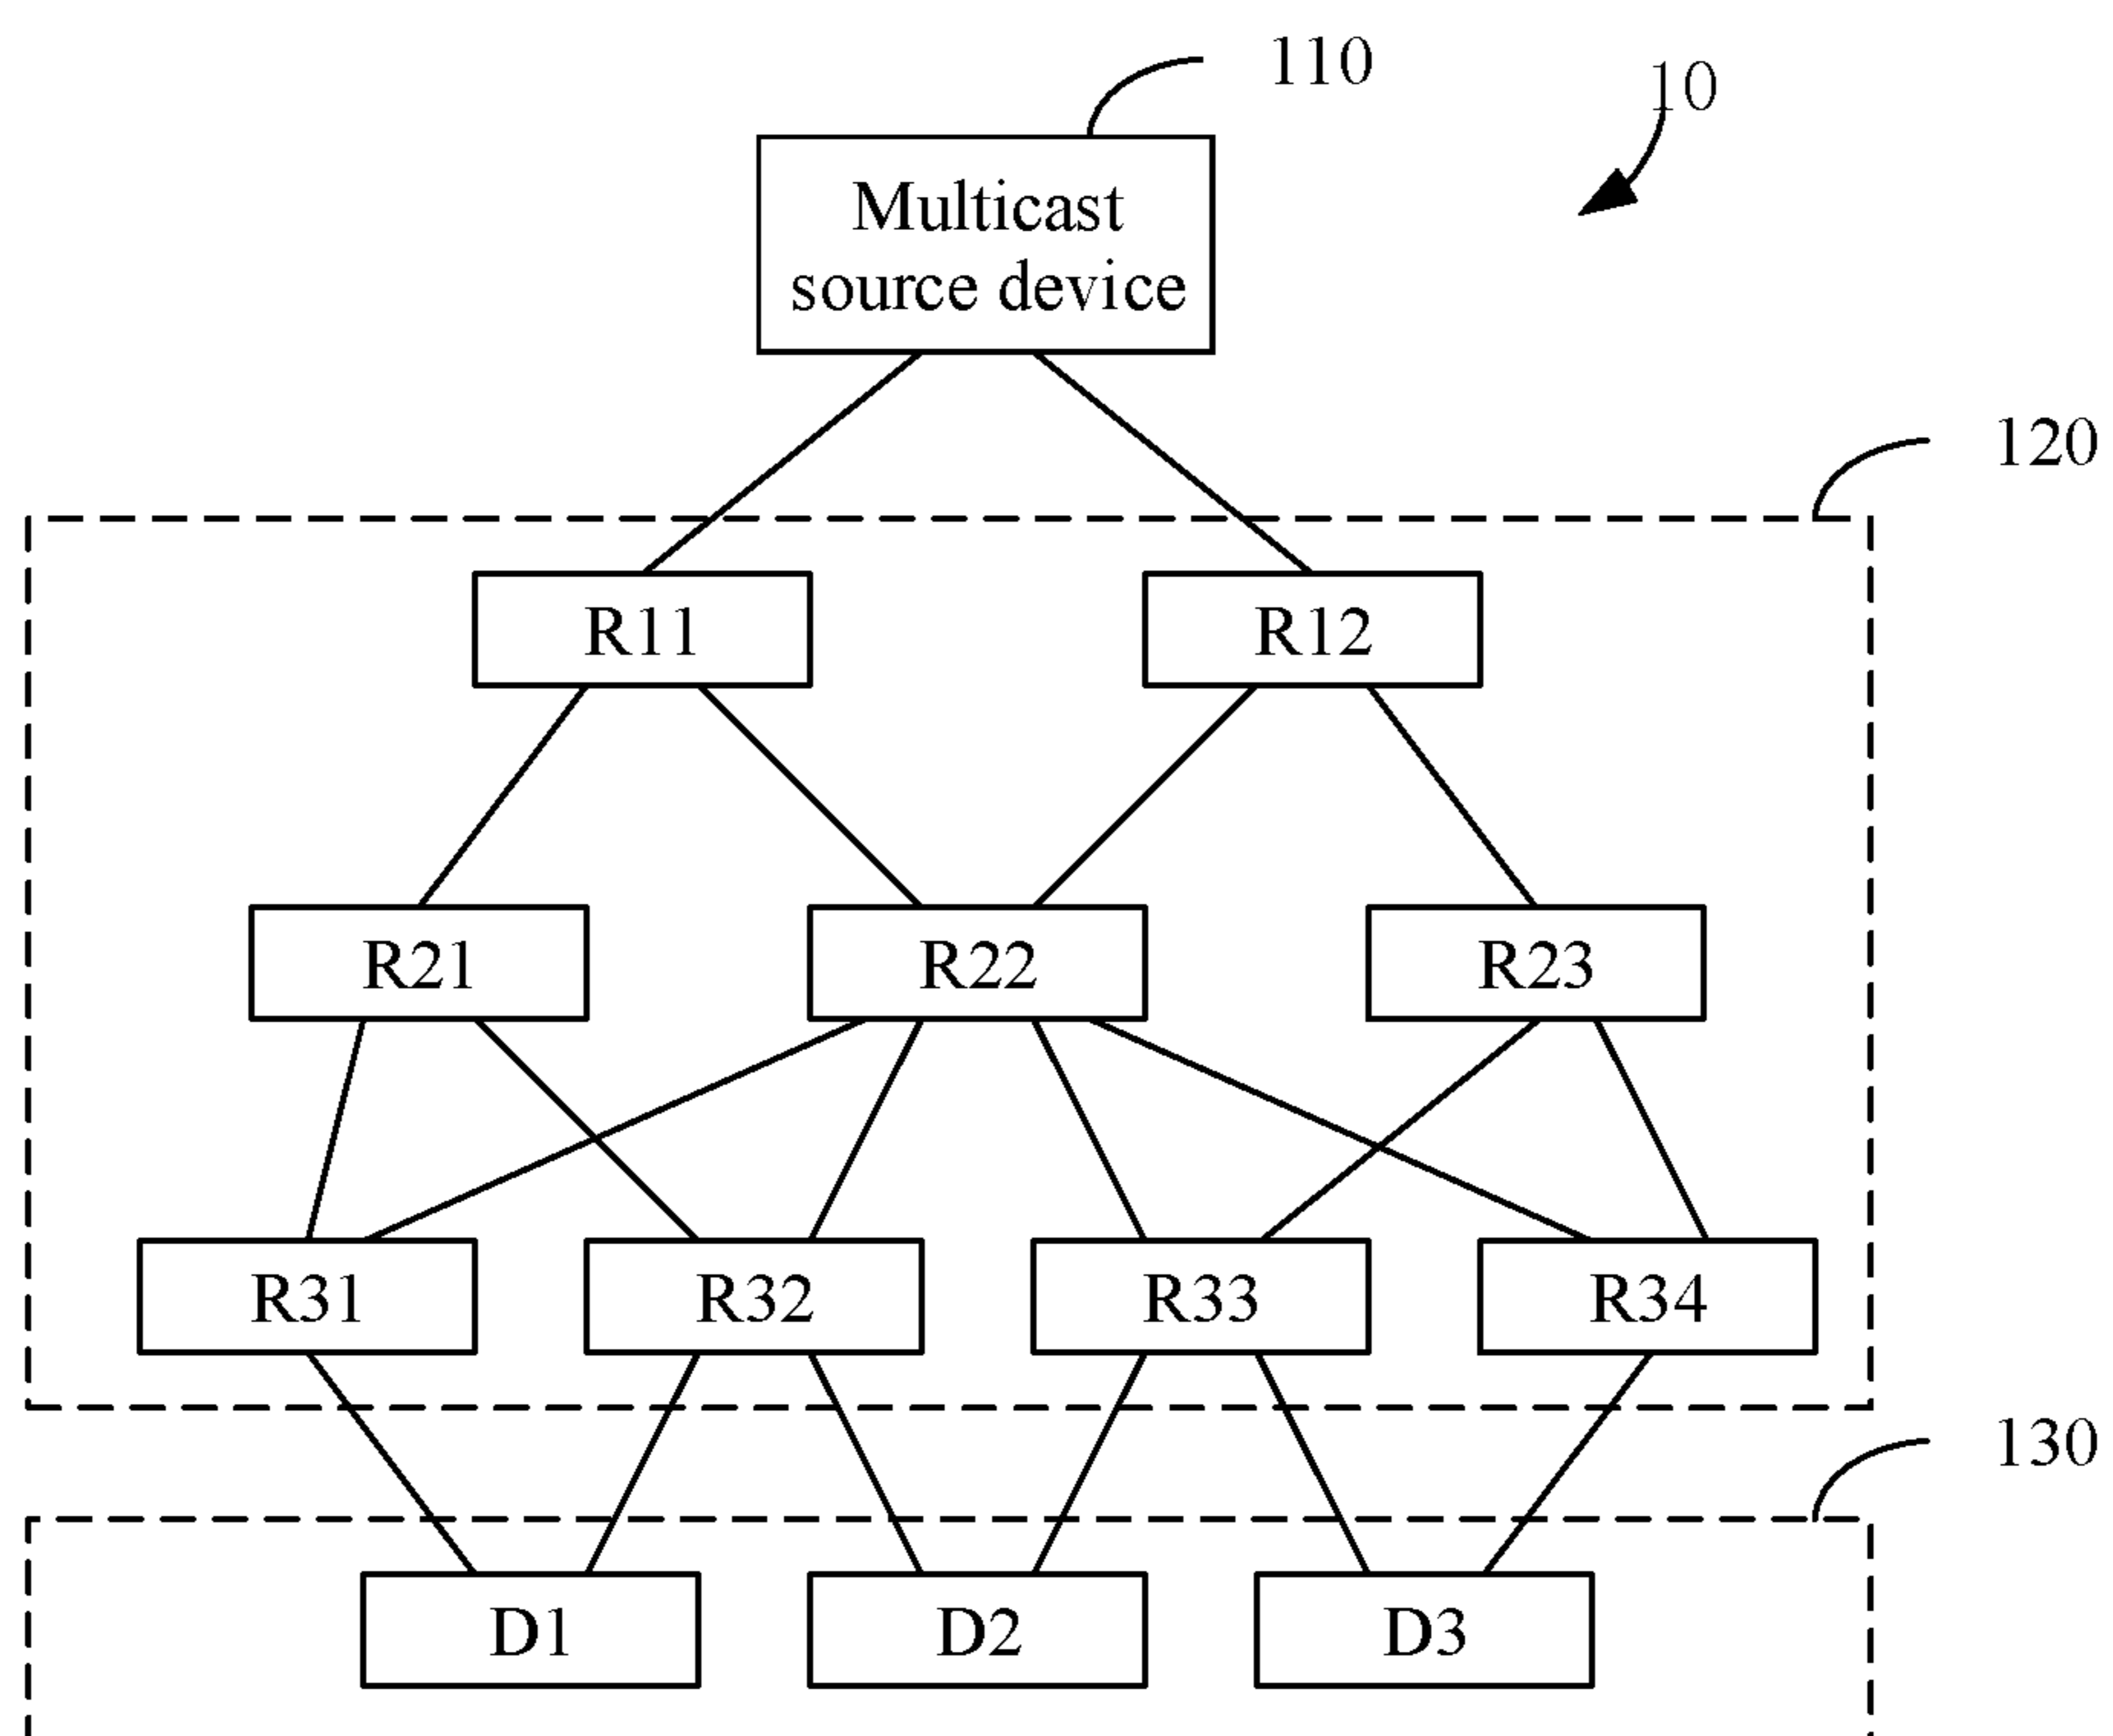 110
10
Multicast
source device
120
R11
R12
R21
R22
R23
R31
R32
R33
R34
130
D1
D2
D3